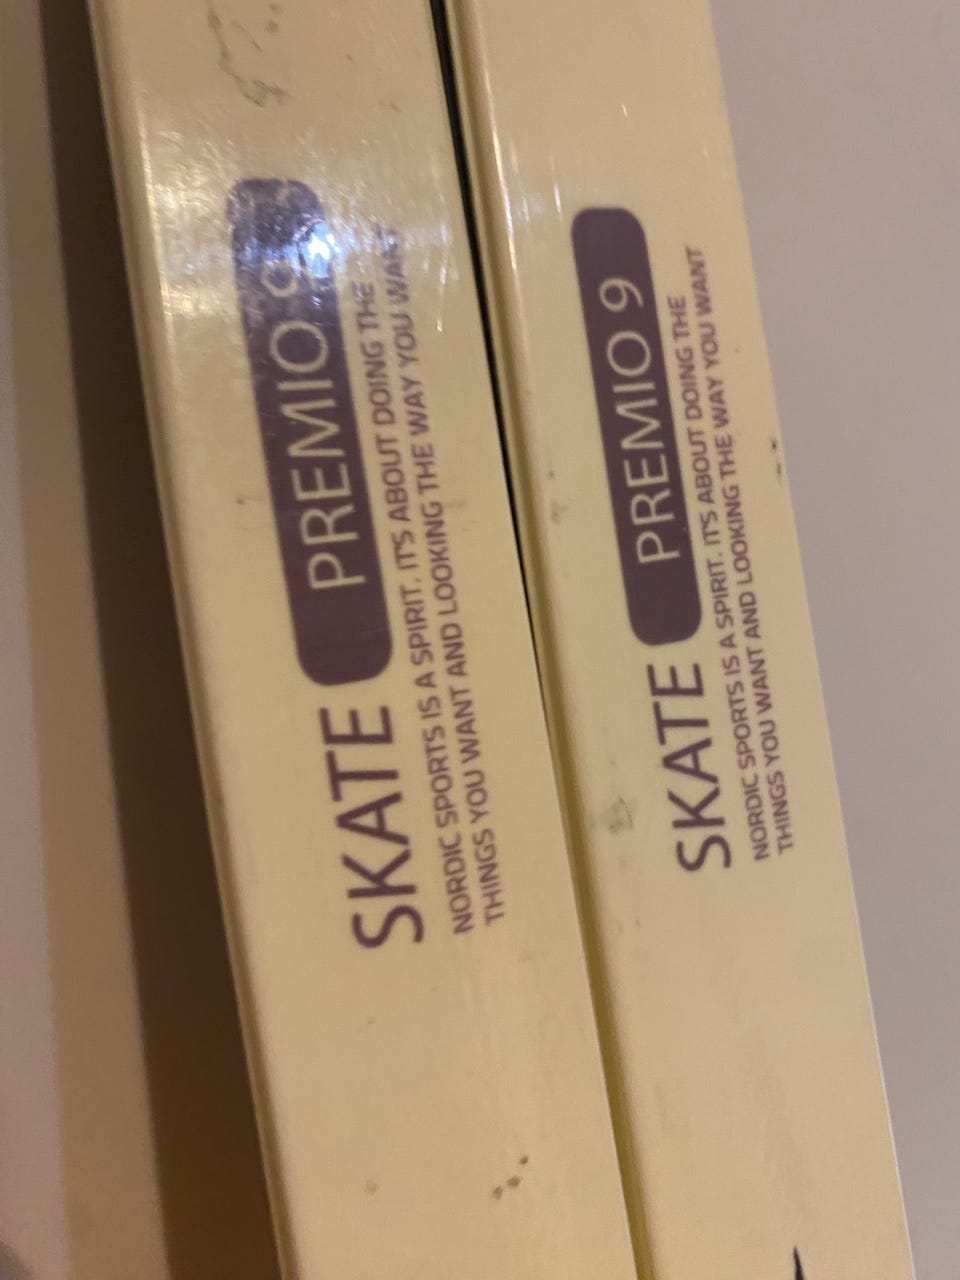 SKATE PREMIO 9
NORDIC SPORTS IS A SPIRIT. IT'S ABOUT DOING THE
THINGS YOU WANT AND LOOKING THE WAY YOU WANT
SKATE PREMIO 9
NORDIC SPORTS IS A SPIRIT. IT'S ABOUT DOING THE
THINGS YOU WANT AND LOOKING THE WAY YOU WANT